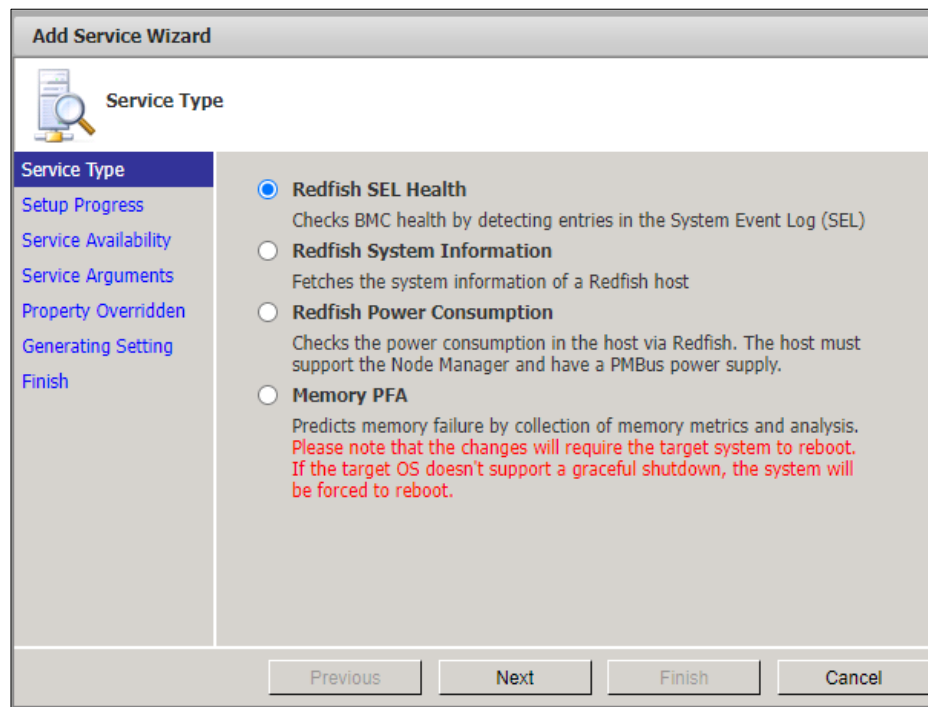 Add Service Wizard
Service Type
Service Type
Setup Progress
Service Availability
Service Arguments
Property Overridden
Generating Setting
Finish
Redfish SEL Health
Checks BMC health by detecting entries in the System Event Log (SEL)
Redfish System Information
Fetches the system information of a Redfish host
Redfish Power Consumption
Checks the power consumption in the host via Redfish. The host must
support the Node Manager and have a PMBus power supply.
Memory PFA
Predicts memory failure by collection of memory metrics and analysis.
Please note that the changes will require the target system to reboot.
If the target OS doesn't support a graceful shutdown, the system will
be forced to reboot.
Previous
Next
Finish
Cancel